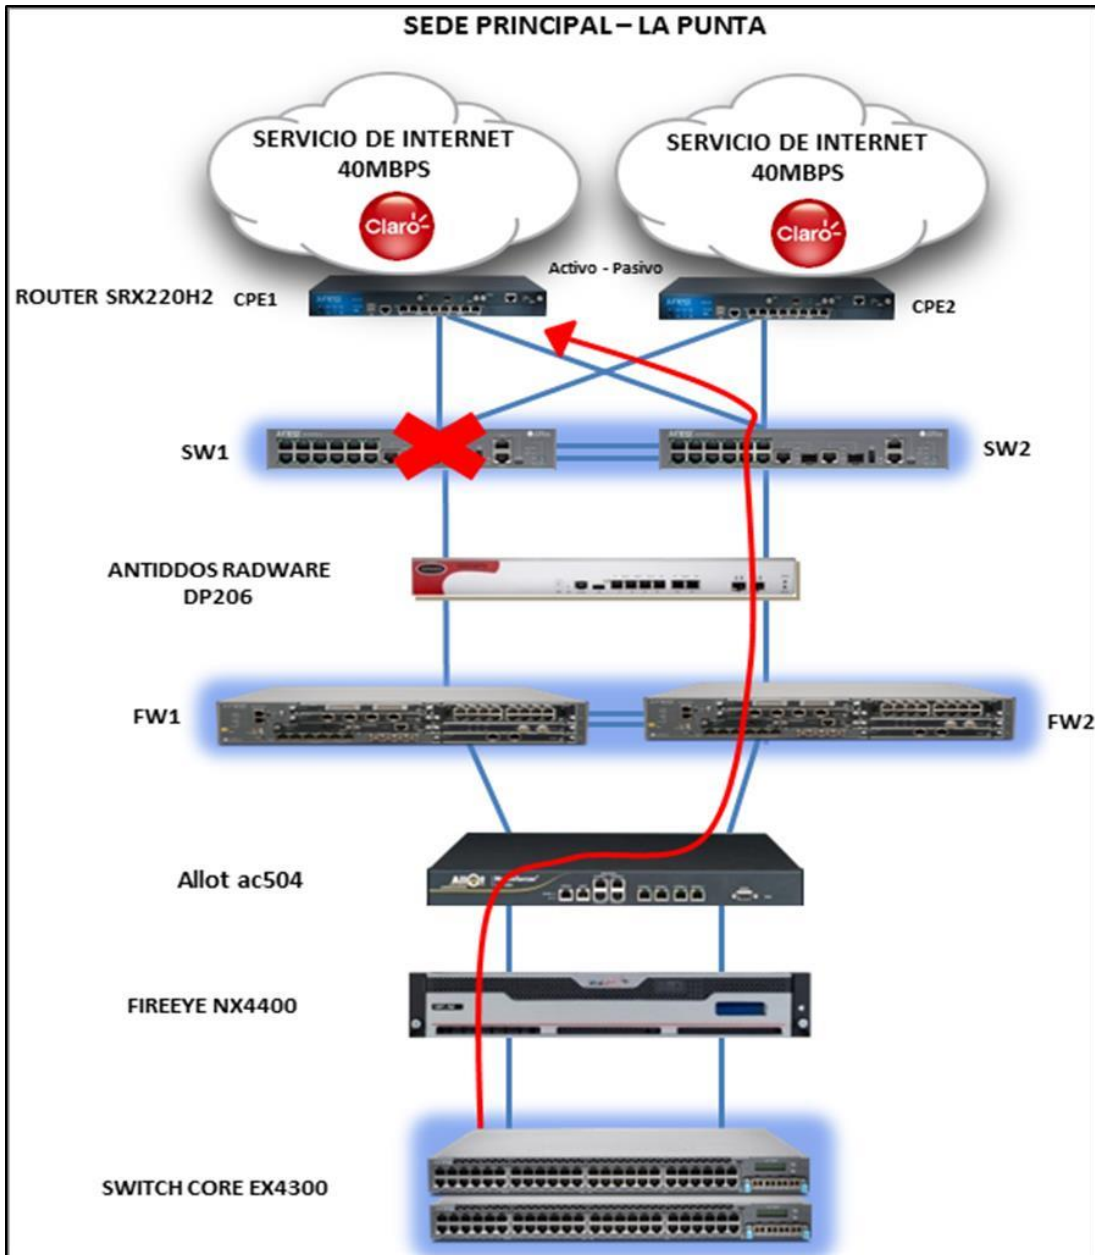 SEDE PRINCIPAL – LA PUNTA
SERVICIO DE INTERNET
40MBPS
Claro
SERVICIO DE INTERNET
40MBPS
Claro
Activo - Pasivo
ROUTER SRX220H2
CPE1
CPE2
SW1
SW2
ANTIDDOS RADWARE
DP206
FW1
FW2
Allot ac504
Allot
FIREEYE NX4400
SWITCH CORE EX4300